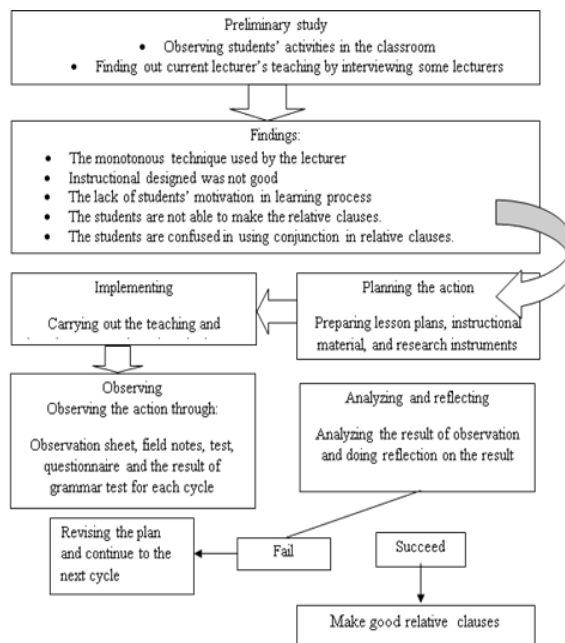 Preliminary study
• Observing students' activities in the classroom
• Finding out current lecturer's teaching by interviewing some lecturers
Findings:
• The monotonous technique used by the lecturer
• Instructional designed was not good
• The lack of students' motivation in learning process
• The students are not able to make the relative clauses.
• The students are confused in using conjunction in relative clauses.
Implementing
Carrying out the teaching and
Planning the action
Preparing lesson plans, instructional
material, and research instruments
Observing
Observing the action through:
Observation sheet, field notes, test,
questionnaire and the result of
grammar test for each cycle
Analyzing and reflecting
Analyzing the result of observation
and doing reflection on the result
Revising the plan
and continue to the
next cycle
Fail
Succeed
Make good relative clauses